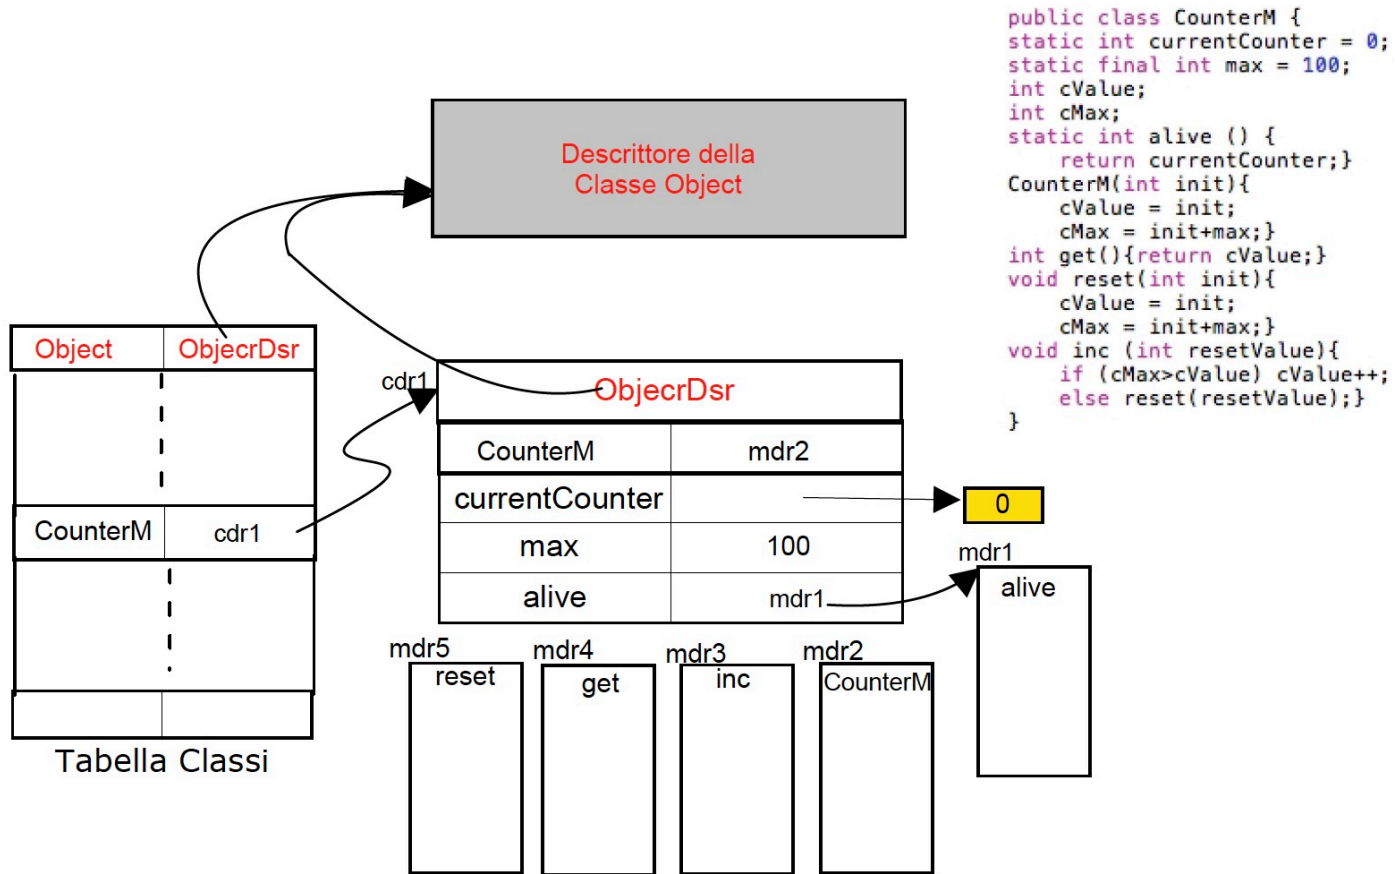 public class CounterM {
static int currentCounter = 0;
static final int max = 100;
int cValue;
int cMax;
static int alive () {
return currentCounter;}
CounterM(int init){
cValue = init;
cMax = init+max;}
int get(){return cValue;}
void reset(int init){
cValue = init;
cMax = init+max;}
void inc (int resetValue){
if (cMax>cValue) cValue++;
else reset(resetValue);}
}
Descrittore della
Classe Object
Object ObjecrDsr
CounterM cdr1
Tabella Classi
cdr1
ObjecrDsr
CounterM mdr2
currentCounter
0
max 100
alive mdr1
mdr1
alive
mdr5
reset
mdr4
get
mdr3
inc
mdr2
CounterM